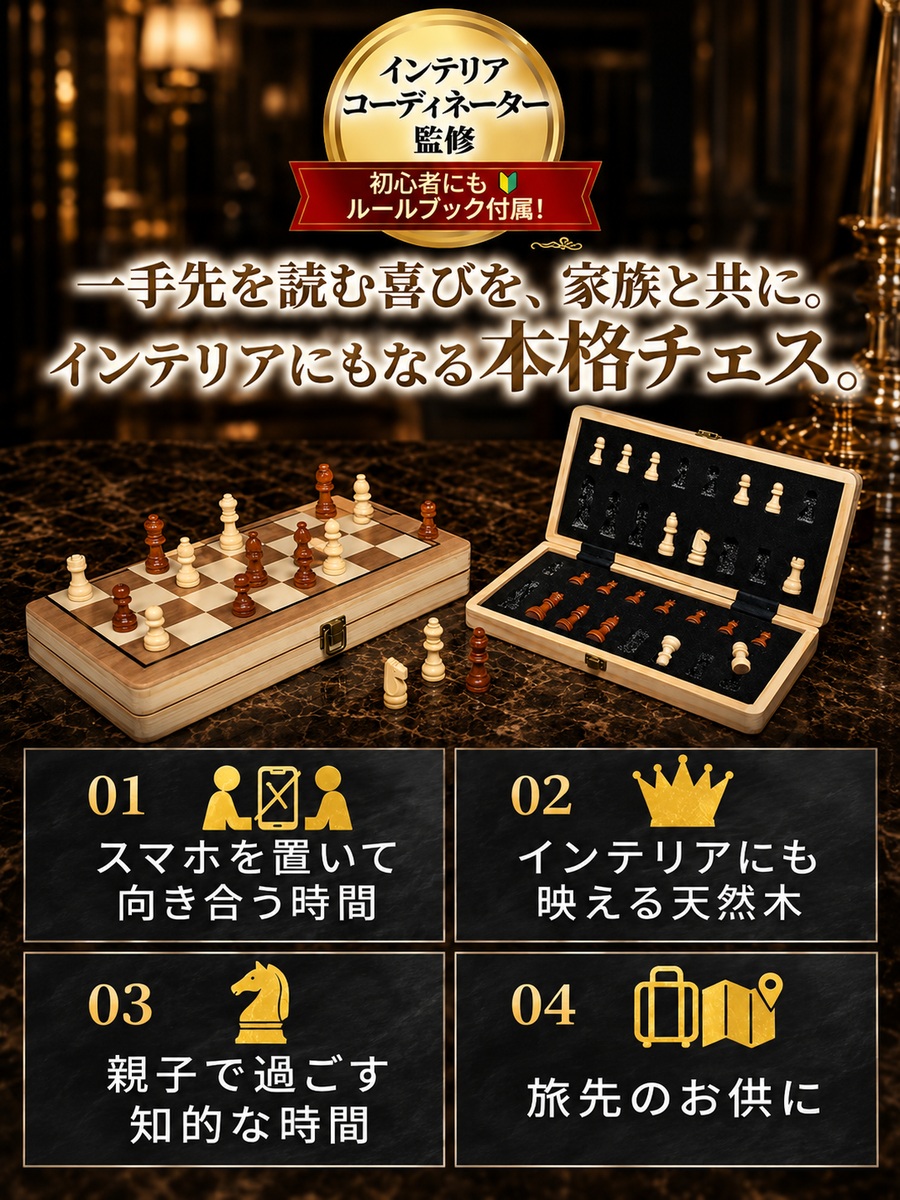 インテリア
コーディネーター
監修
初心者にも🔰
ルールブック付属!
一手先を読む喜びを、家族と共に。
インテリアにもなる本格チェス。
01
スマホを置いて
向き合う時間
02
インテリアにも
映える天然木
03
親子で過ごす
知的な時間
04
旅先のお供に